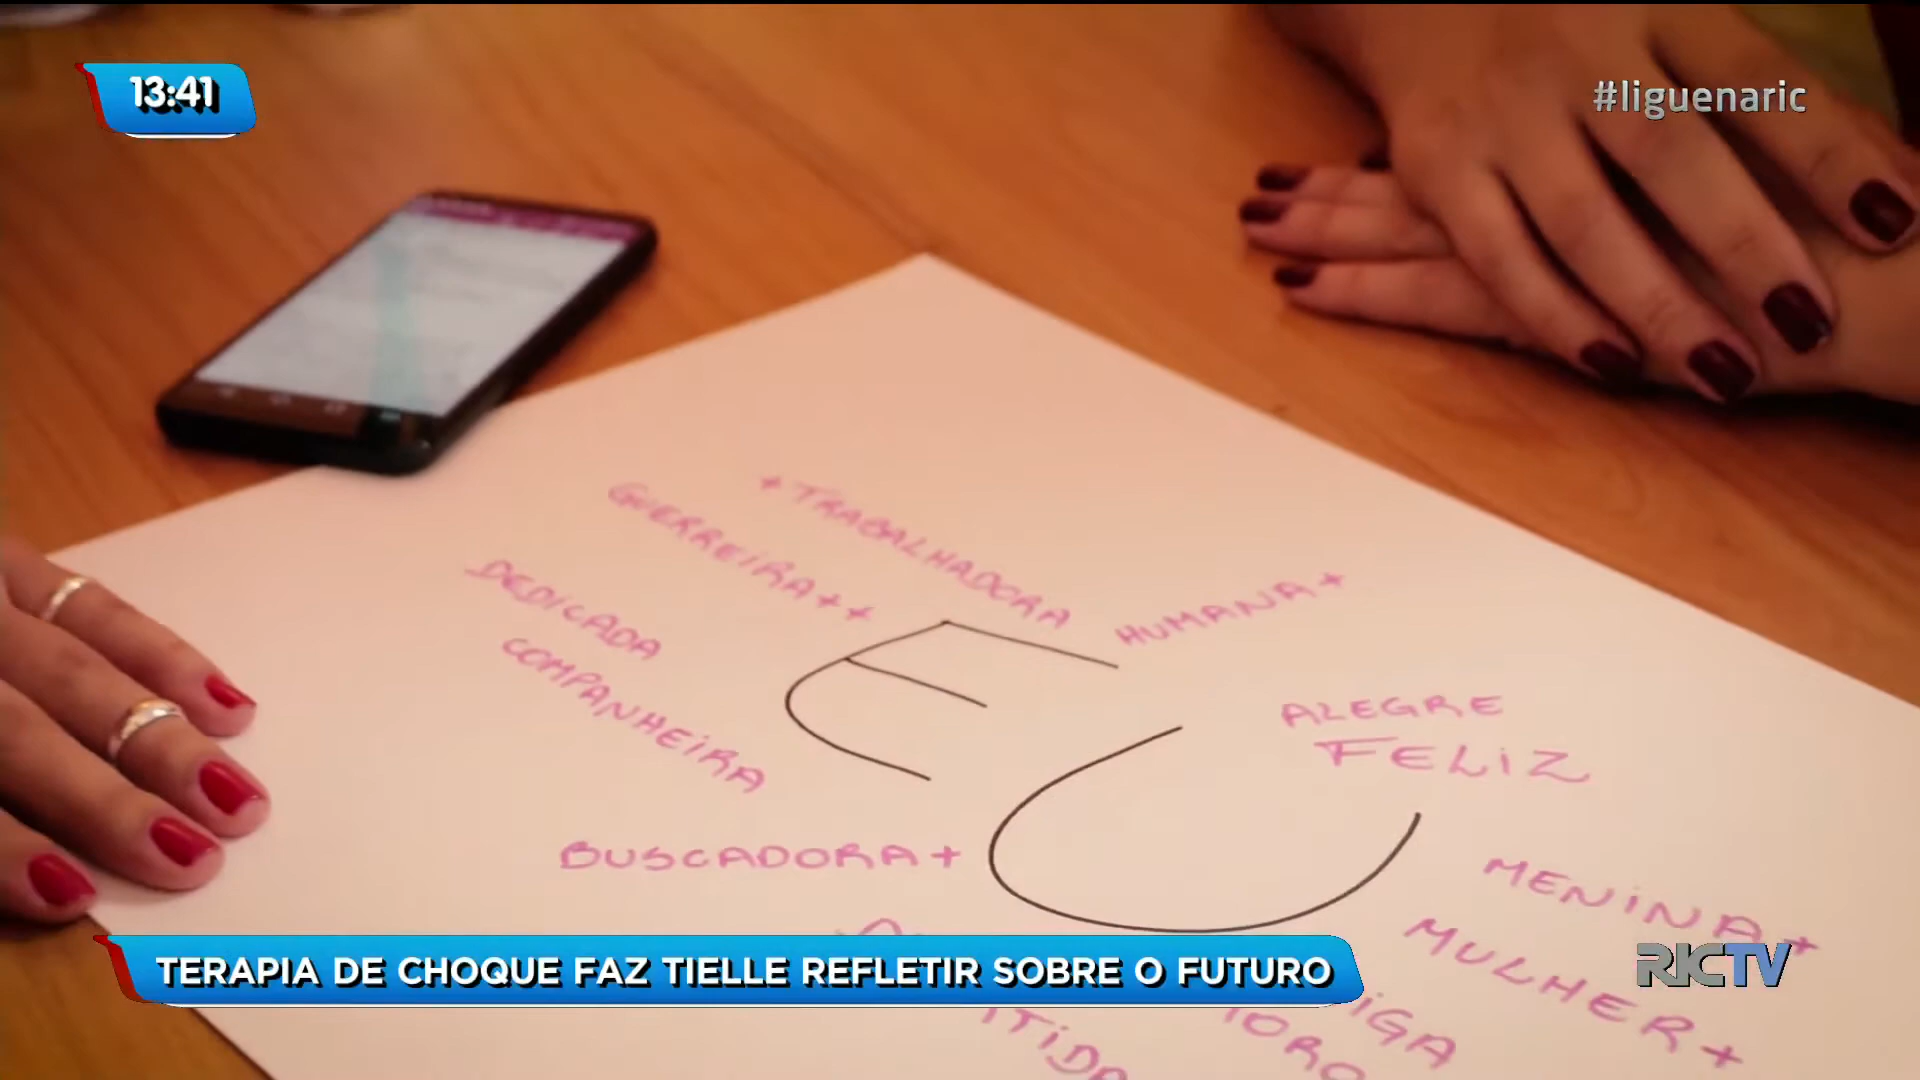 13:41
#liguenaric
+ TRABALHADORA
GUERREIRA++
DEDICADA
COMPANHEIRA
HUMANA+
EU
ALEGRE
FELIZ
BUSCADORA+
MENINA+
MULHER+
TERAPIA DE CHOQUE FAZ TIELLE REFLETIR SOBRE O FUTURO
RICTV